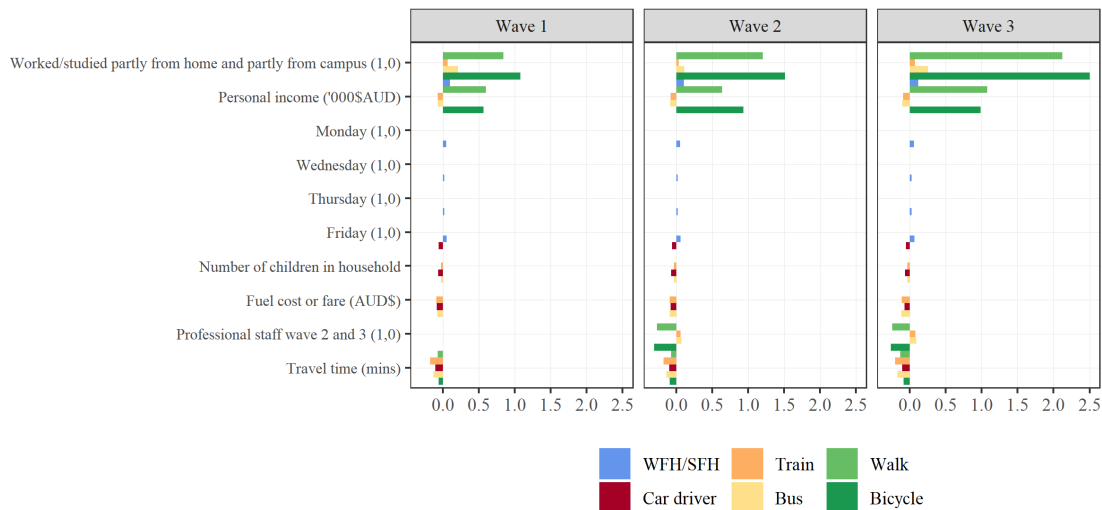 Wave 1 Wave 2 Wave 3
Worked/studied partly from home and partly from campus (1,0)
Personal income ('000$AUD)
Monday (1,0)
Wednesday (1,0)
Thursday (1,0)
Friday (1,0)
Number of children in household
Fuel cost or fare (AUD$)
Professional staff wave 2 and 3 (1,0)
Travel time (mins)
0.0 0.5 1.0 1.5 2.0 2.5 0.0 0.5 1.0 1.5 2.0 2.5 0.0 0.5 1.0 1.5 2.0 2.5
WFH/SFH Train Walk
Car driver Bus Bicycle